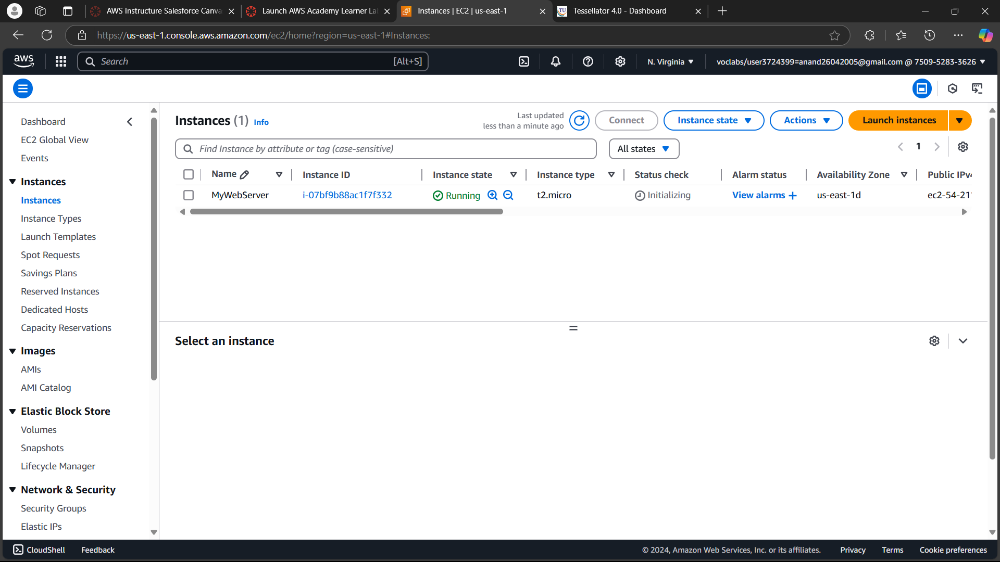 AWS Instructure Salesforce Canva
Launch AWS Academy Learner La
Instances | EC2 | us-east-1
Tessellator 4.0 - Dashboard
https://us-east-1.console.aws.amazon.com/ec2/home?region=us-east-1#Instances:
aws
Search
[Alt+S]
N. Virginia
voclabs/user3724399=anand26042005@gmail.com @ 7509-5283-3626
Dashboard
EC2 Global View
Events
Instances
Instances
Instance Types
Launch Templates
Spot Requests
Savings Plans
Reserved Instances
Dedicated Hosts
Capacity Reservations
Images
AMIs
AMI Catalog
Elastic Block Store
Volumes
Snapshots
Lifecycle Manager
Network & Security
Security Groups
Elastic IPs
Instances (1) Info
Last updated
less than a minute ago
Connect
Instance state
Actions
Launch instances
Find Instance by attribute or tag (case-sensitive)
All states
1
Name
Instance ID
Instance state
Instance type
Status check
Alarm status
Availability Zone
Public IPv4
MyWebServer
i-07bf9b88ac1f7f332
Running
t2.micro
Initializing
View alarms +
us-east-1d
ec2-54-211
Select an instance
CloudShell
Feedback
© 2024, Amazon Web Services, Inc. or its affiliates.
Privacy
Terms
Cookie preferences